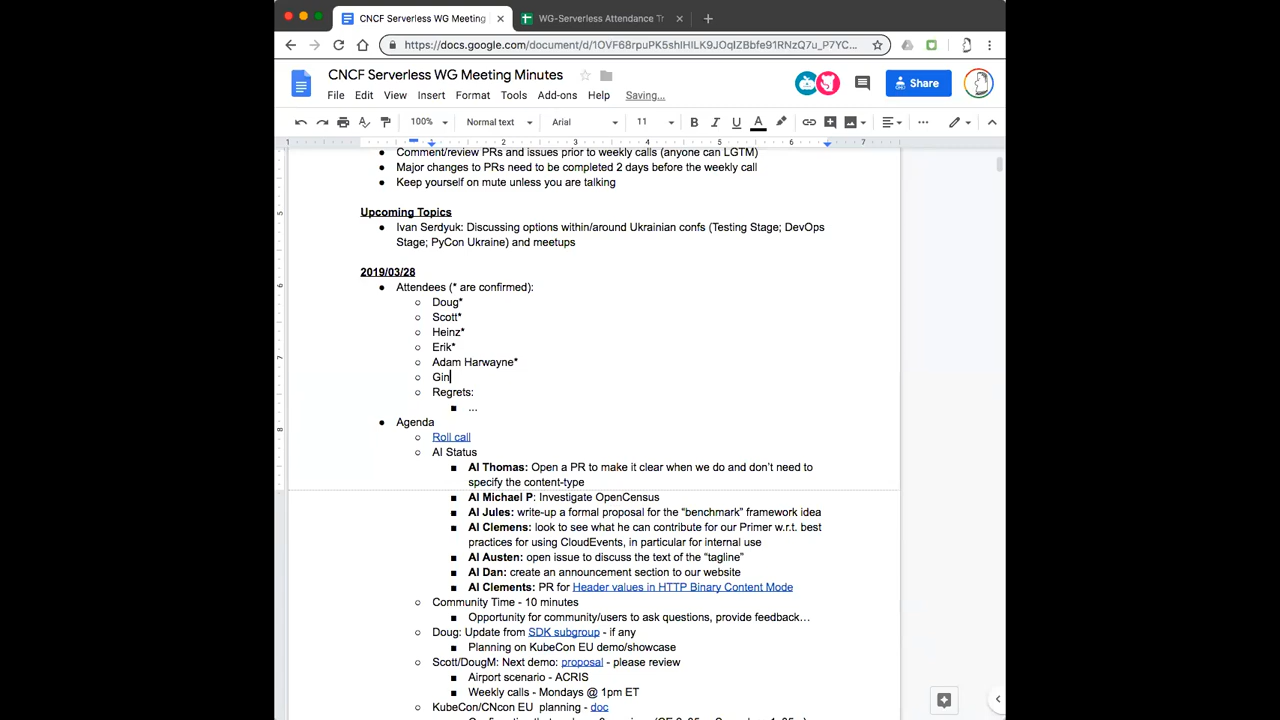 CNCF Serverless WG Meeting
WG-Serverless Attendance Tr
https://docs.google.com/document/d/1OVF68rpuPK5shIHILK9JOqIZBbfe91RNzQ7u_P7YC...
CNCF Serverless WG Meeting Minutes
File Edit View Insert Format Tools Add-ons Help Saving...
Share
100% Normal text Arial 11 B I U A
1 1 2 3 4 5 6 7
• Comment/review PRs and issues prior to weekly calls (anyone can LGTM)
• Major changes to PRs need to be completed 2 days before the weekly call
• Keep yourself on mute unless you are talking
Upcoming Topics
• Ivan Serdyuk: Discussing options within/around Ukrainian confs (Testing Stage; DevOps
Stage; PyCon Ukraine) and meetups
2019/03/28
• Attendees (* are confirmed):
○ Doug*
○ Scott*
○ Heinz*
○ Erik*
○ Adam Harwayne*
○ Gin
○ Regrets:
■ ...
• Agenda
○ Roll call
○ AI Status
■ AI Thomas: Open a PR to make it clear when we do and don't need to
specify the content-type
■ AI Michael P: Investigate OpenCensus
■ AI Jules: write-up a formal proposal for the "benchmark" framework idea
■ AI Clemens: look to see what he can contribute for our Primer w.r.t. best
practices for using CloudEvents, in particular for internal use
■ AI Austen: open issue to discuss the text of the "tagline"
■ AI Dan: create an announcement section to our website
■ AI Clements: PR for Header values in HTTP Binary Content Mode
○ Community Time - 10 minutes
■ Opportunity for community/users to ask questions, provide feedback...
○ Doug: Update from SDK subgroup - if any
■ Planning on KubeCon EU demo/showcase
○ Scott/DougM: Next demo: proposal - please review
■ Airport scenario - ACRIS
■ Weekly calls - Mondays @ 1pm ET
○ KubeCon/CNcon EU planning - doc